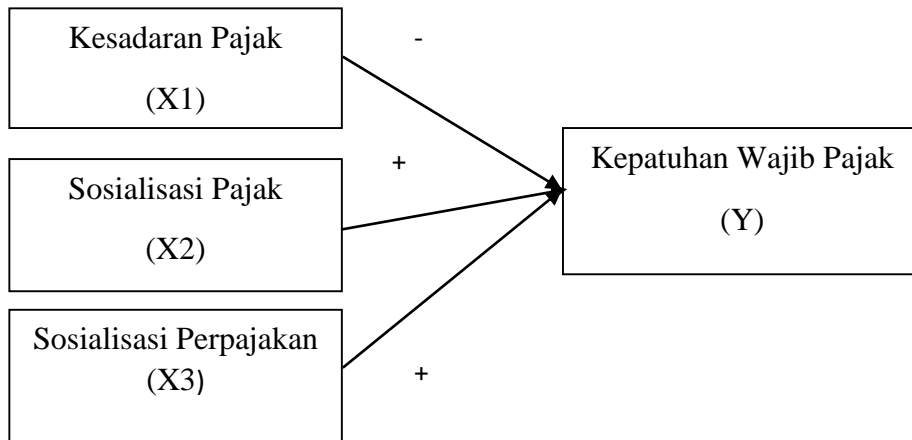 Kesadaran Pajak
(X1)
-
Sosialisasi Pajak
(X2)
+
Sosialisasi Perpajakan
(X3)
+
Kepatuhan Wajib Pajak
(Y)